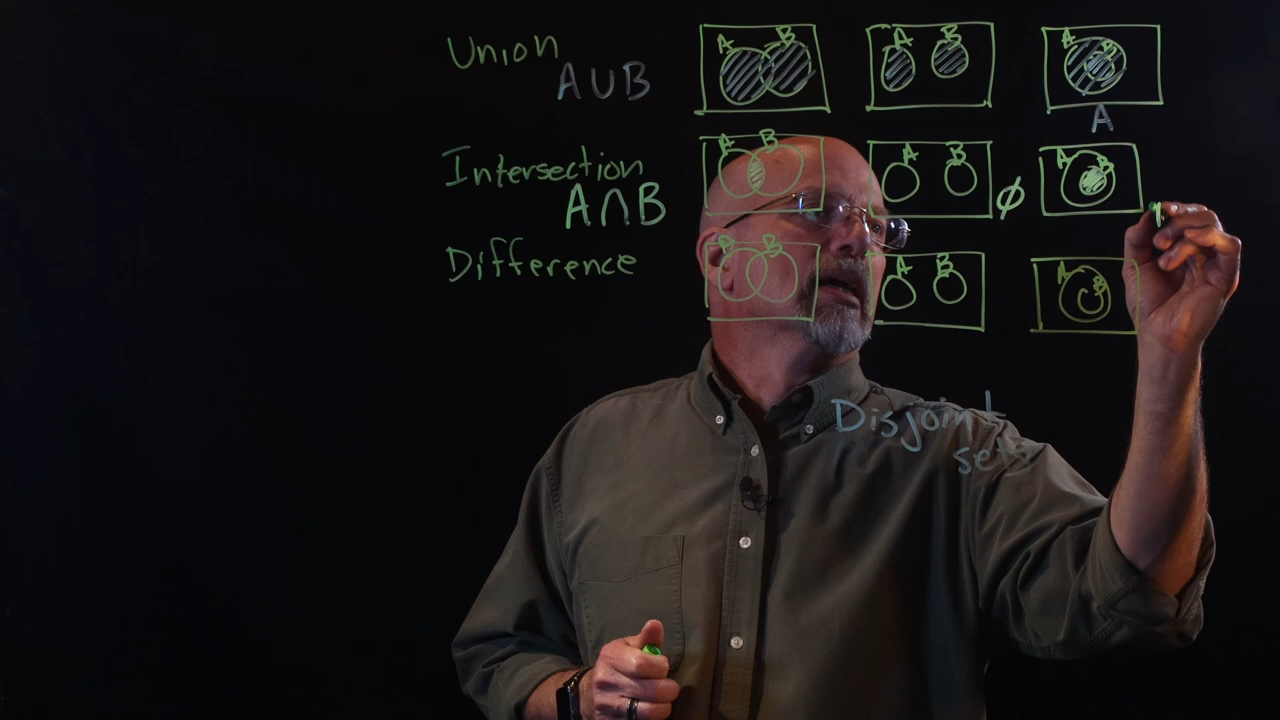 Union
A B A B A B
A∪B
A
Intersection
A B A B A B
A∩B
∅
Difference
A B A B A B
Disjoint
sets